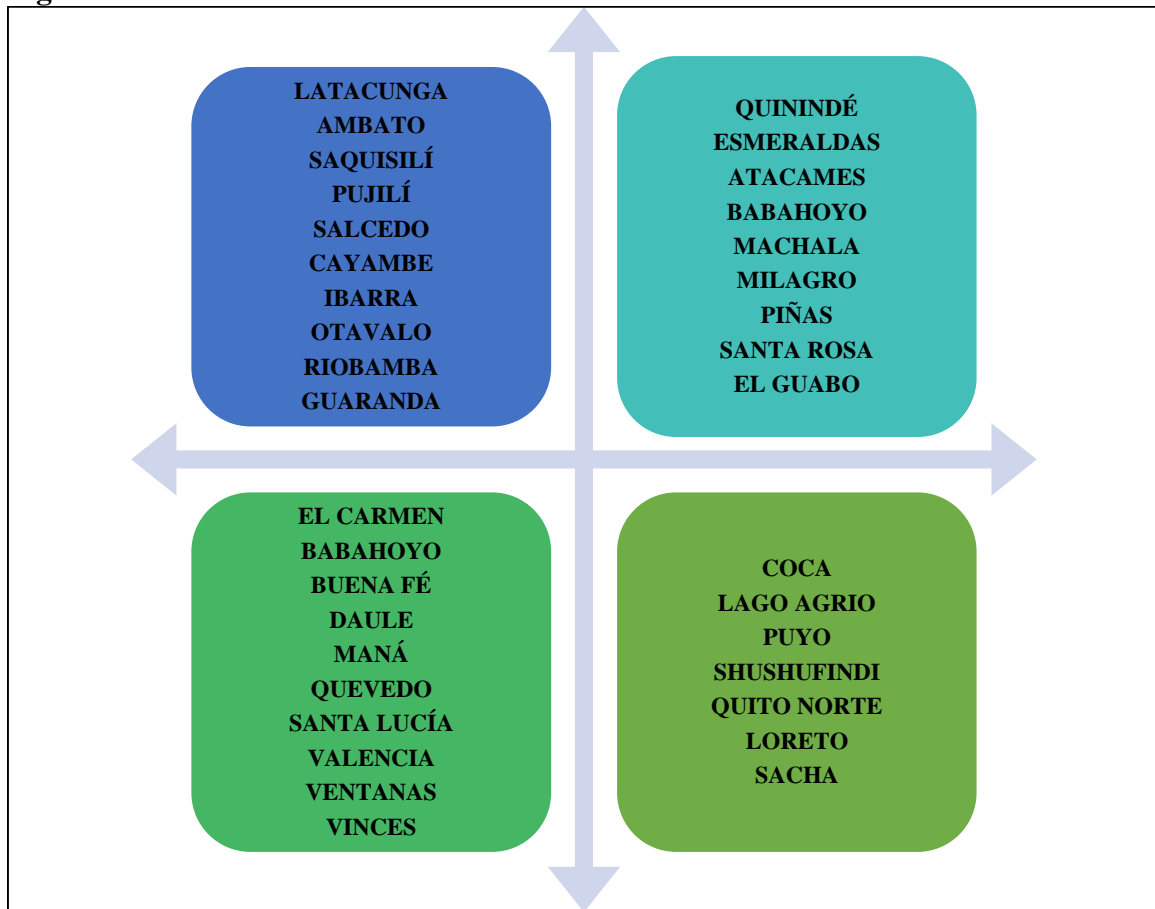 LATACUNGA
AMBATO
SAQUISILÍ
PUJILÍ
SALCEDO
CAYAMBE
IBARRA
OTAVALO
RIOBAMBA
GUARANDA
QUININDÉ
ESMERALDAS
ATACAMES
BABAHOYO
MACHALA
MILAGRO
PIÑAS
SANTA ROSA
EL GUABO
EL CARMEN
BABAHOYO
BUENA FÉ
DAULE
MANÁ
QUEVEDO
SANTA LUCÍA
VALENCIA
VENTANAS
VINCES
COCA
LAGO AGRIO
PUYO
SHUSHUFINDI
QUITO NORTE
LORETO
SACHA